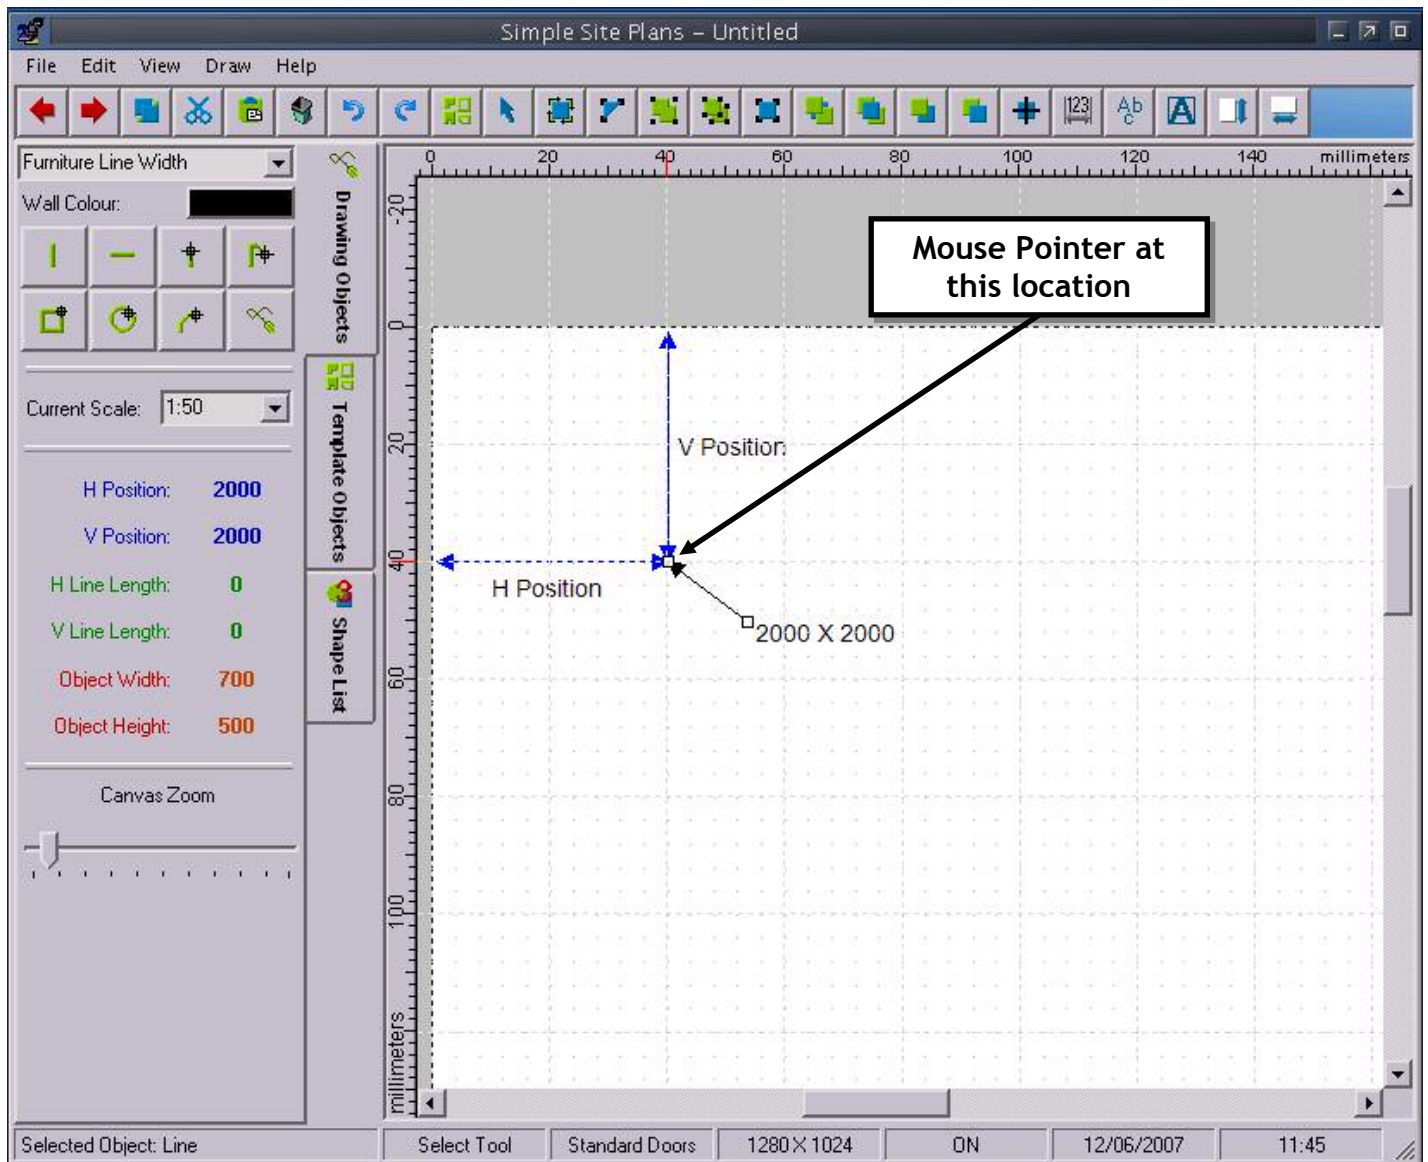 Simple Site Plans – Untitled
File Edit View Draw Help
123
Ab
C
A
Furniture Line Width
Wall Colour:
Current Scale: 1:50
H Position: 2000
V Position: 2000
H Line Length: 0
V Line Length: 0
Object Width: 700
Object Height: 500
Canvas Zoom
Drawing Objects
Template Objects
Shape List
0 20 40 60 80 100 120 140 millimeters
-20
0
20
40
60
80
100
millimeters
Mouse Pointer at
this location
V Position
H Position
2000 X 2000
Selected Object: Line
Select Tool
Standard Doors
1280 X 1024
ON
12/06/2007
11:45